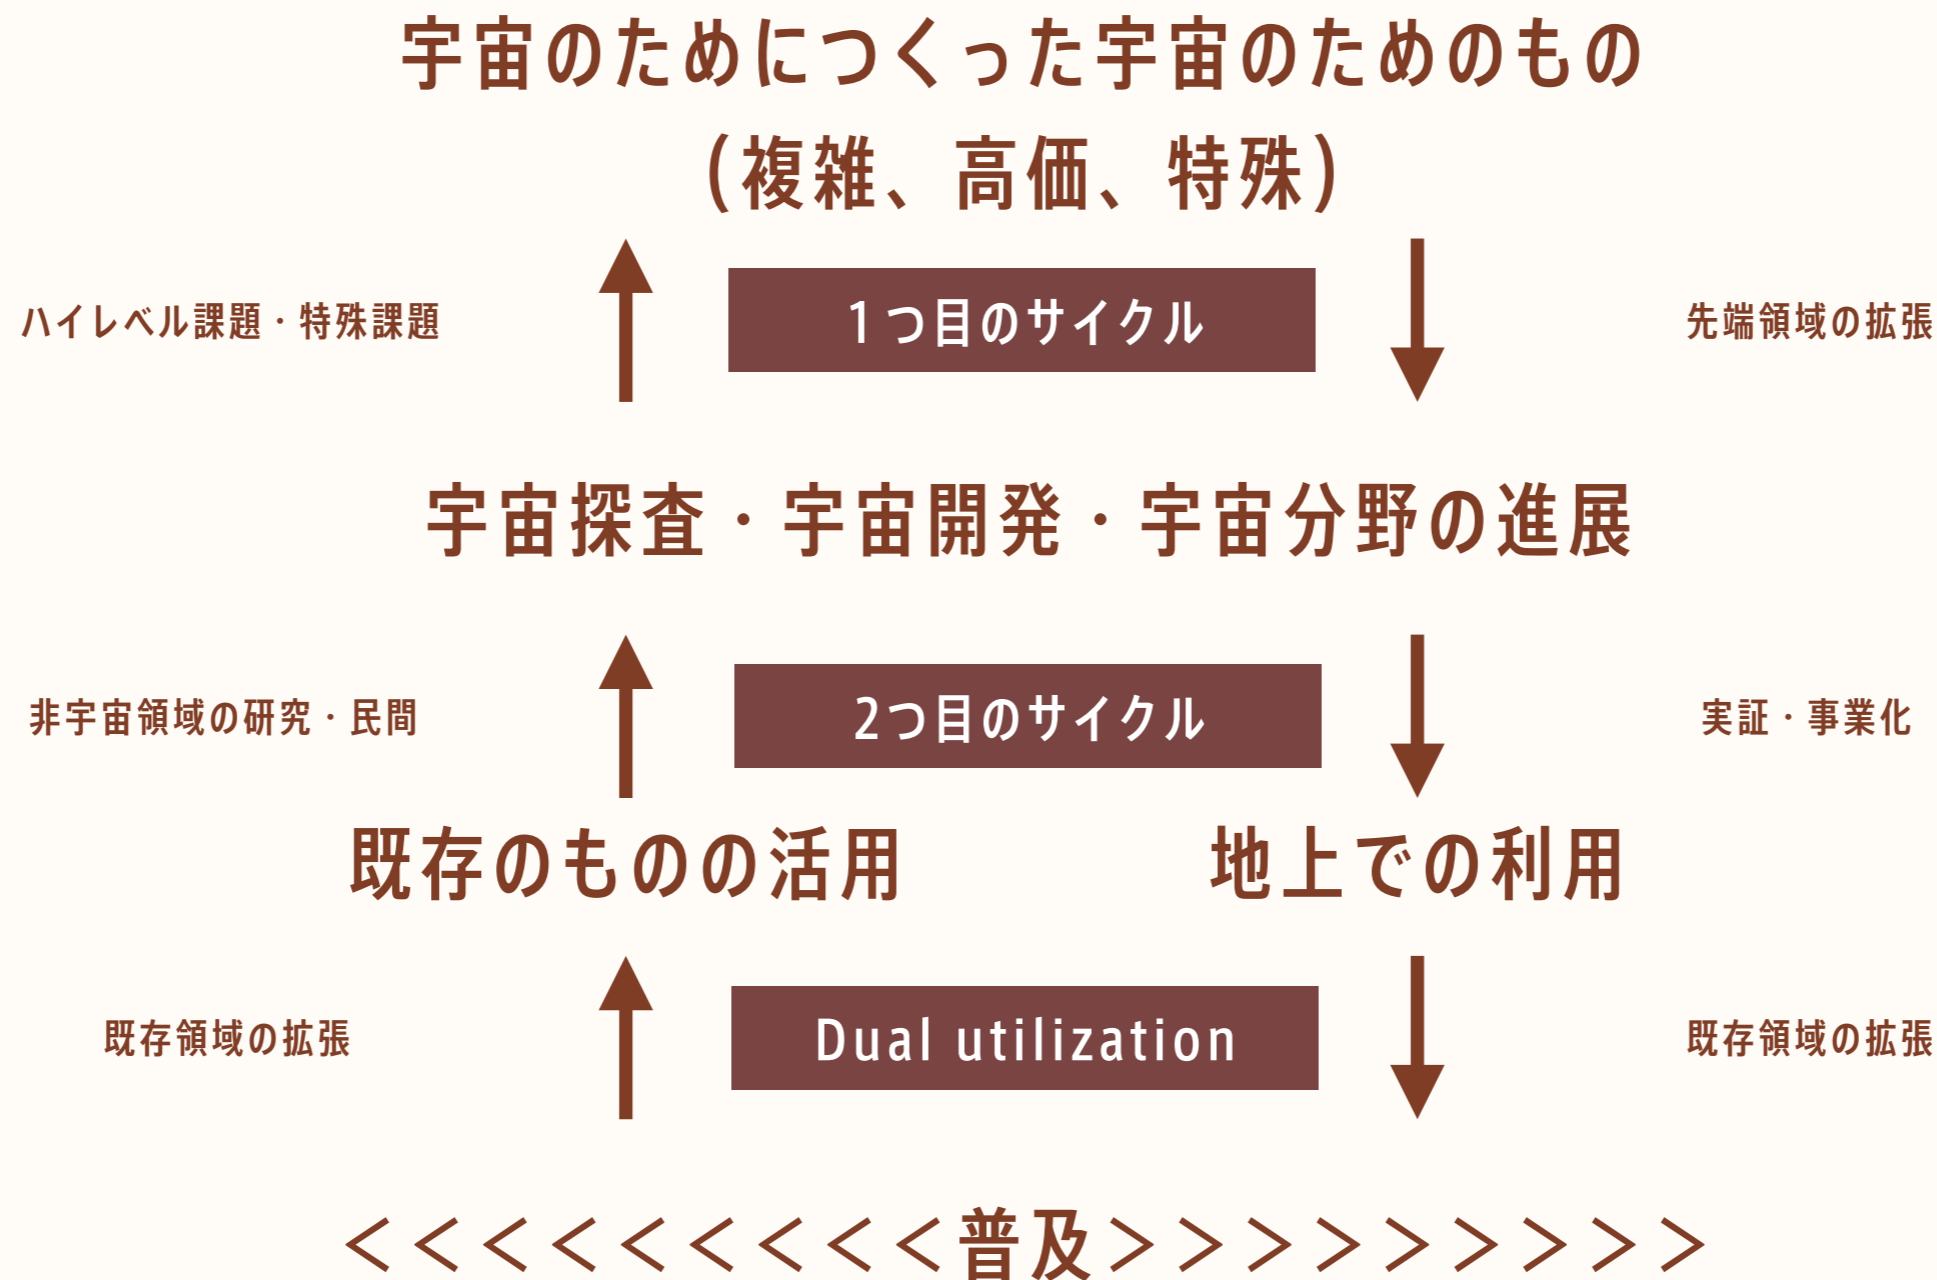 宇宙のためにつくった宇宙のためのもの
(複雑、高価、特殊)
ハイレベル課題・特殊課題
1つ目のサイクル
先端領域の拡張
宇宙探査・宇宙開発・宇宙分野の進展
非宇宙領域の研究・民間
2つ目のサイクル
実証・事業化
既存のものの活用
地上での利用
既存領域の拡張
Dual utilization
既存領域の拡張
＜＜＜＜＜＜＜＜＜普及＞＞＞＞＞＞＞＞＞